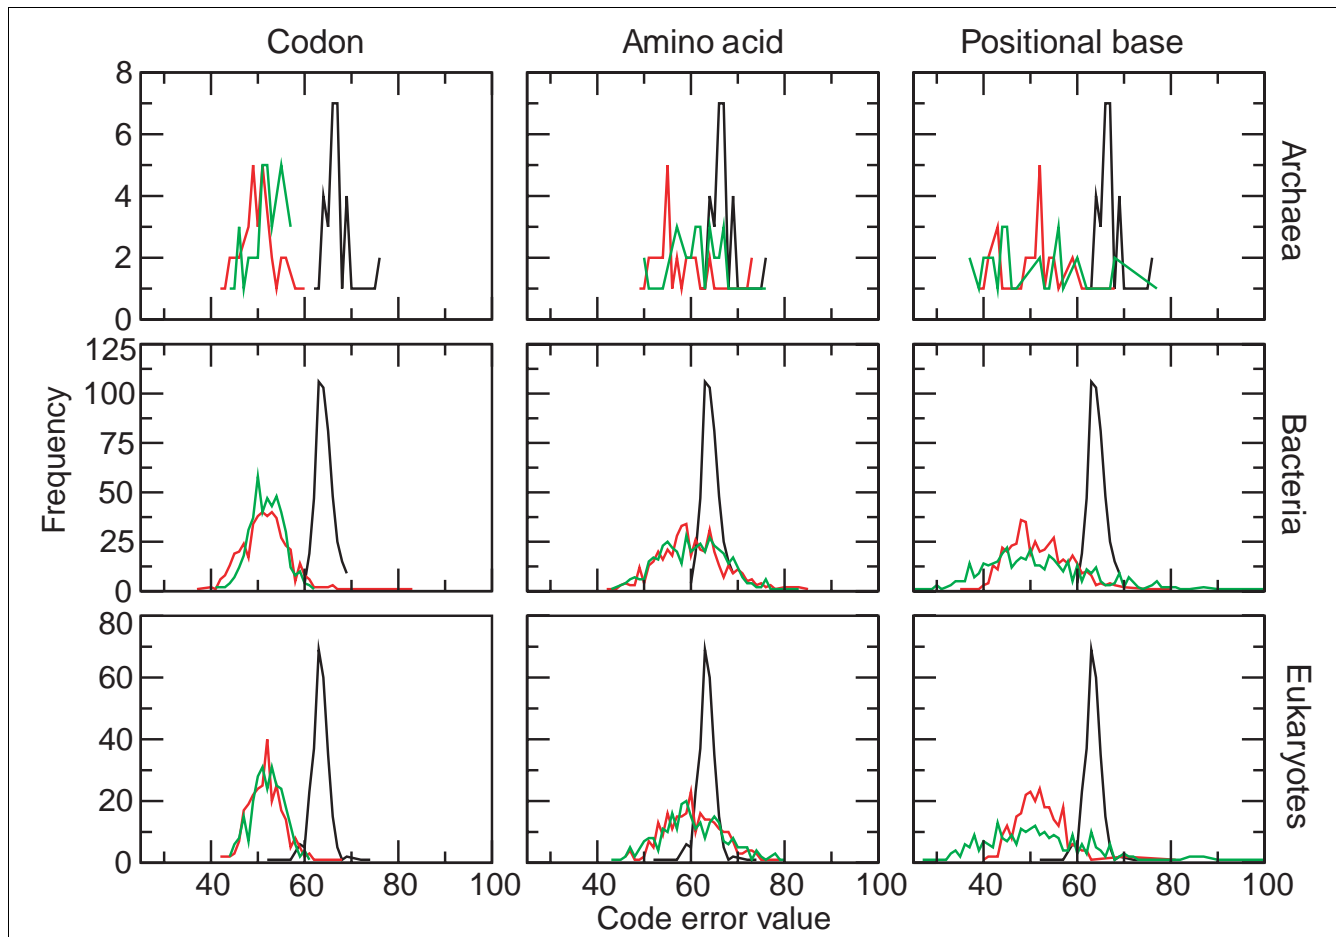 Codon Amino acid Positional base
8
6
4
2
0
Archaea
125
100
75
50
25
0
Bacteria
Frequency
80
60
40
20
0
Eukaryotes
40 60 80 100 40 60 80 100 40 60 80 100
Code error value